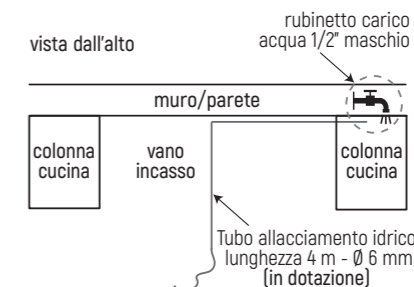 rubinetto carico
acqua 1/2" maschio
vista dall'alto
muro/parete
colonna
cucina
vano
incasso
colonna
cucina
Tubo allacciamento idrico
lunghezza 4 m - Ø 6 mm
(in dotazione)